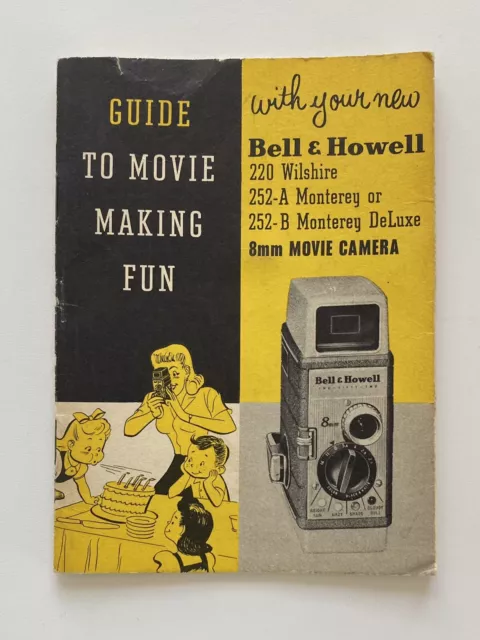 GUIDE
TO MOVIE
MAKING
FUN
with your new
Bell & Howell
220 Wilshire
252-A Monterey or
252-B Monterey DeLuxe
8mm MOVIE CAMERA
Bell & Howell
8mm